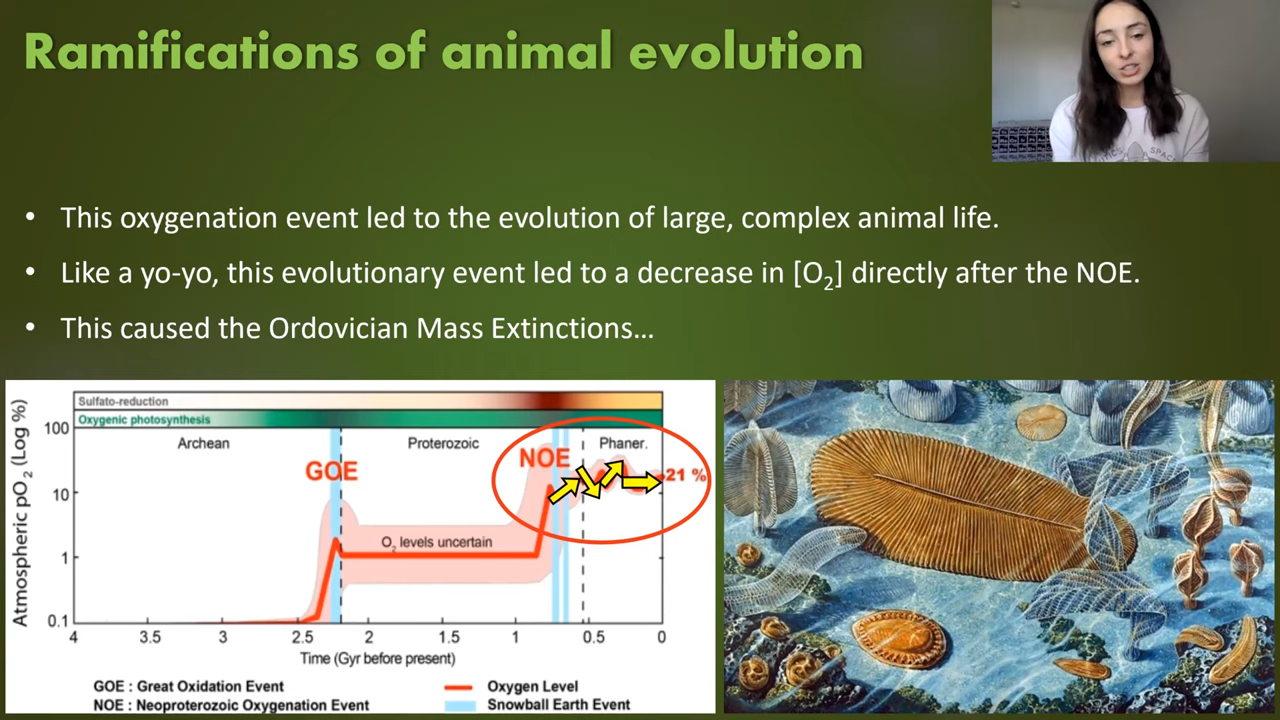 Ramifications of animal evolution
TICS SPACE
• This oxygenation event led to the evolution of large, complex animal life.
• Like a yo-yo, this evolutionary event led to a decrease in [O₂] directly after the NOE.
• This caused the Ordovician Mass Extinctions…
Sulfato-reduction
Oxygenic photosynthesis
Archean Proterozoic Phaner.
GOE NOE
21 %
O₂ levels uncertain
Atmospheric pO₂ (Log %)
100
10
1
0.1
4 3.5 3 2.5 2 1.5 1 0.5 0
Time (Gyr before present)
GOE : Great Oxidation Event Oxygen Level
NOE : Neoproterozoic Oxygenation Event Snowball Earth Event